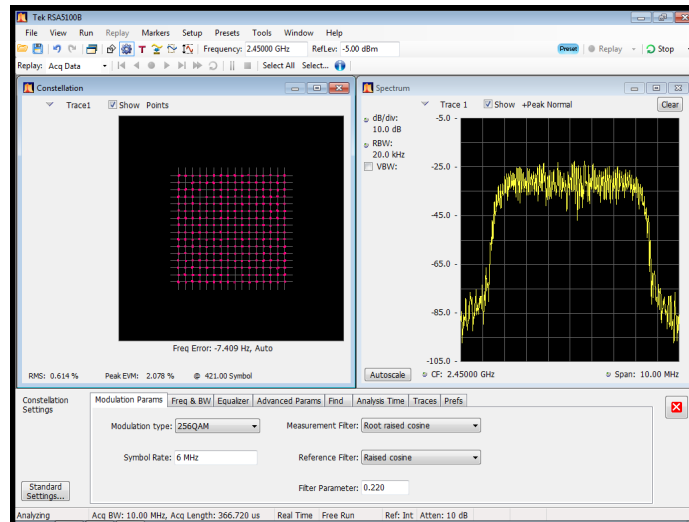 Tek RSA5100B
File View Run Replay Markers Setup Presets Tools Window Help
T Frequency: 2.45000 GHz RefLev: -5.00 dBm Preset Replay Stop
Replay: Acq Data Select All Select...
Constellation
Trace1 Show Points
Freq Error: -7.409 Hz, Auto
RMS: 0.614 % Peak EVM: 2.078 % @ 421.00 Symbol
Spectrum
Trace 1 Show +Peak Normal Clear
dB/div:
10.0 dB
RBW:
20.0 kHz
VBW:
-5.0
-25.0
-45.0
-65.0
-85.0
-105.0
Autoscale CF: 2.45000 GHz Span: 10.00 MHz
Constellation
Settings
Modulation Params Freq & BW Equalizer Advanced Params Find Analysis Time Traces Prefs
Modulation type: 256QAM Measurement Filter: Root raised cosine
Symbol Rate: 6 MHz Reference Filter: Raised cosine
Filter Parameter: 0.220
Standard
Settings...
Analyzing Acq BW: 10.00 MHz, Acq Length: 366.720 us Real Time Free Run Ref: Int Atten: 10 dB